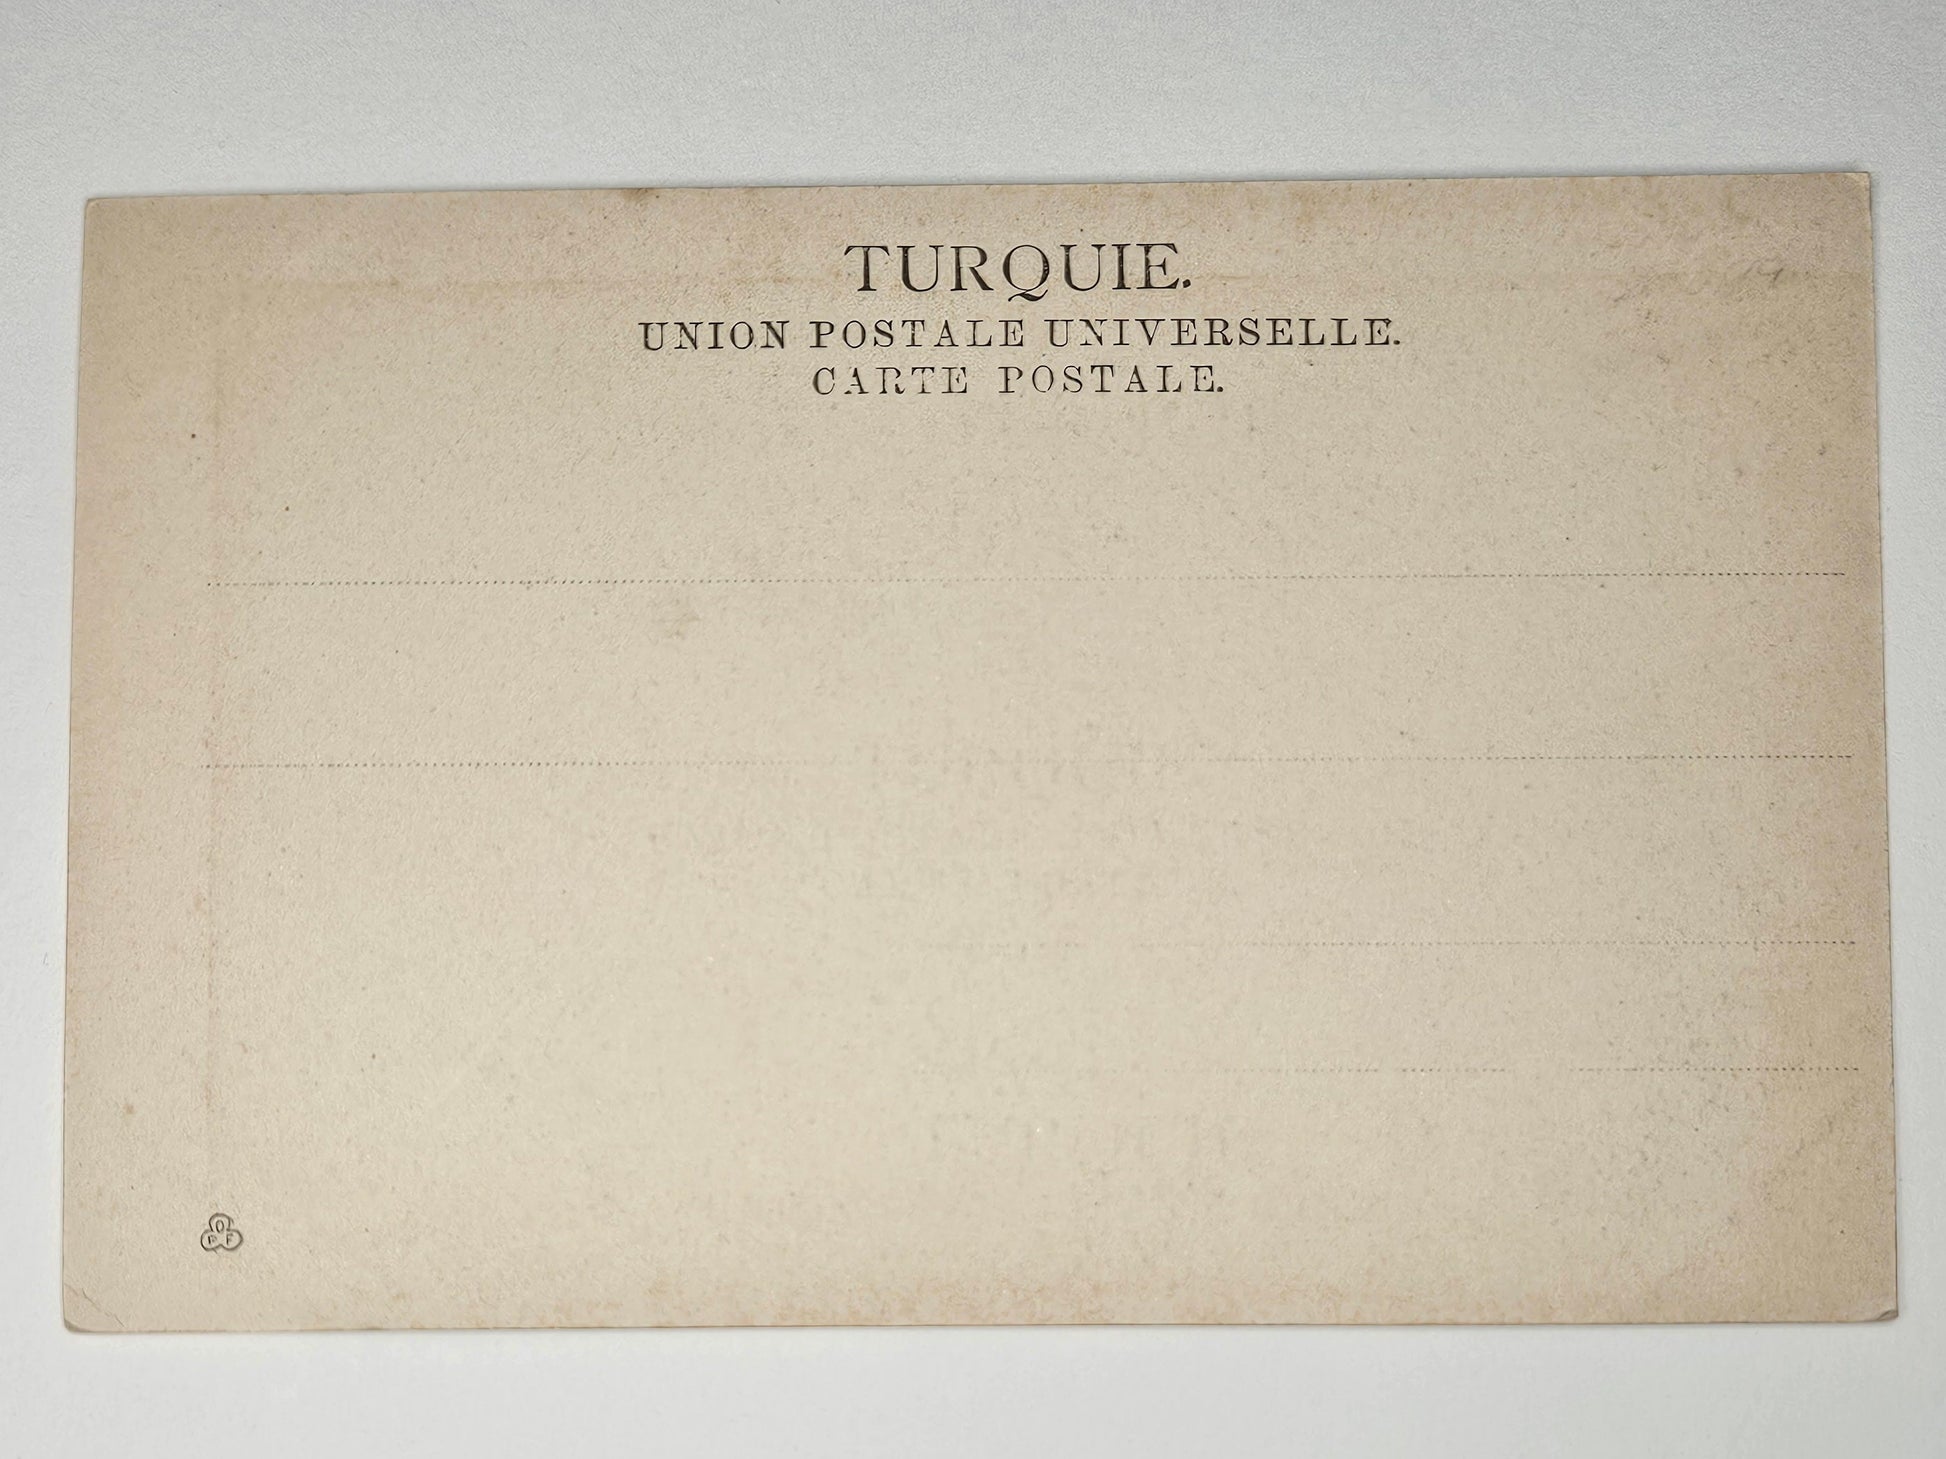 TURQUIE.
UNION POSTALE UNIVERSELLE.
CARTE POSTALE.
O
P F